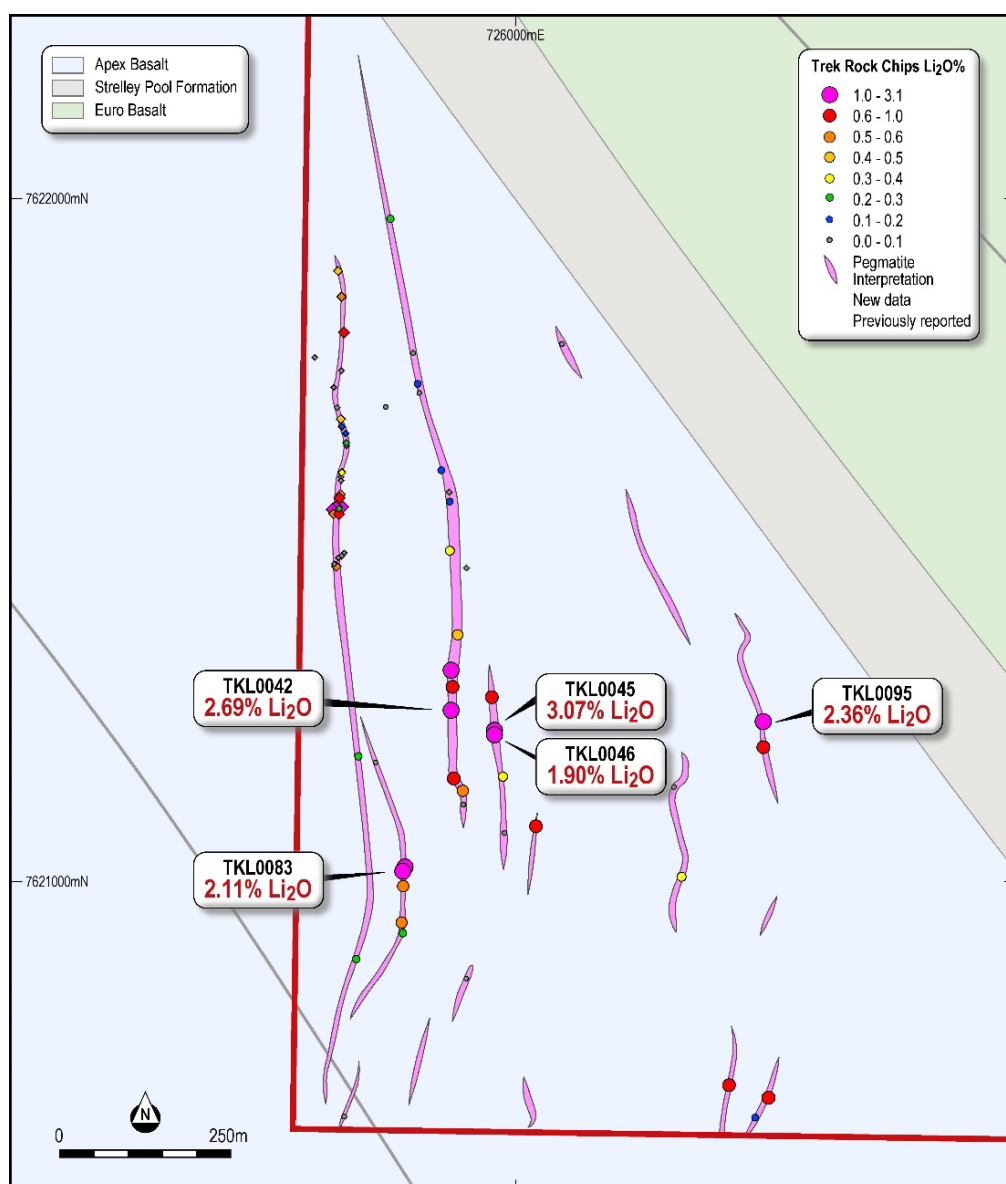 726000mE
Apex Basalt
Strelley Pool Formation
Euro Basalt
Trek Rock Chips Li₂O%
1.0 - 3.1
0.6 - 1.0
0.5 - 0.6
0.4 - 0.5
0.3 - 0.4
0.2 - 0.3
0.1 - 0.2
0.0 - 0.1
Pegmatite
Interpretation
New data
Previously reported
7622000mN
TKL0042
2.69% Li₂O
TKL0045
3.07% Li₂O
TKL0046
1.90% Li₂O
TKL0095
2.36% Li₂O
TKL0083
2.11% Li₂O
7621000mN
N
0 250m